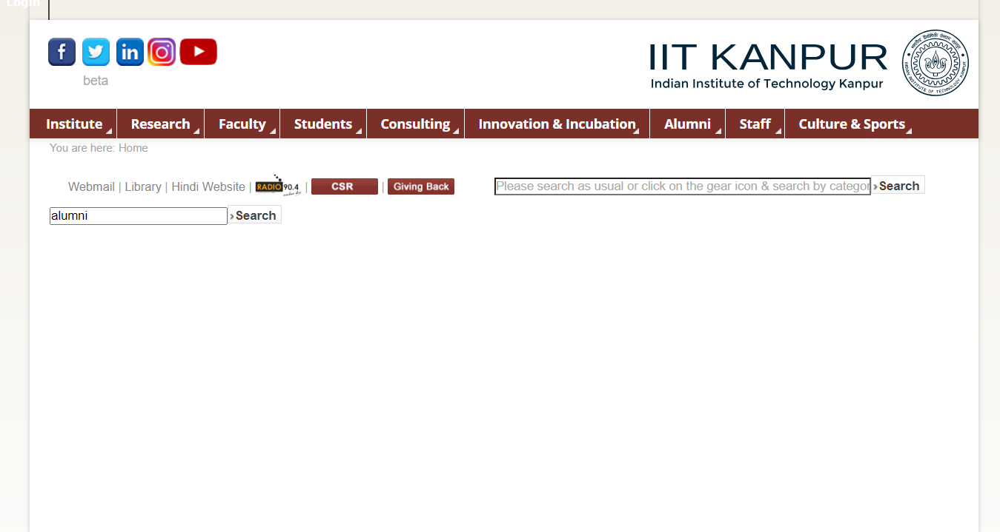 Login
beta
IIT KANPUR
Indian Institute of Technology Kanpur
Institute Research Faculty Students Consulting Innovation & Incubation Alumni Staff Culture & Sports
You are here: Home
Webmail | Library | Hindi Website | RADIO 90.4 | CSR | Giving Back
Please search as usual or click on the gear icon & search by categor Search
alumni Search